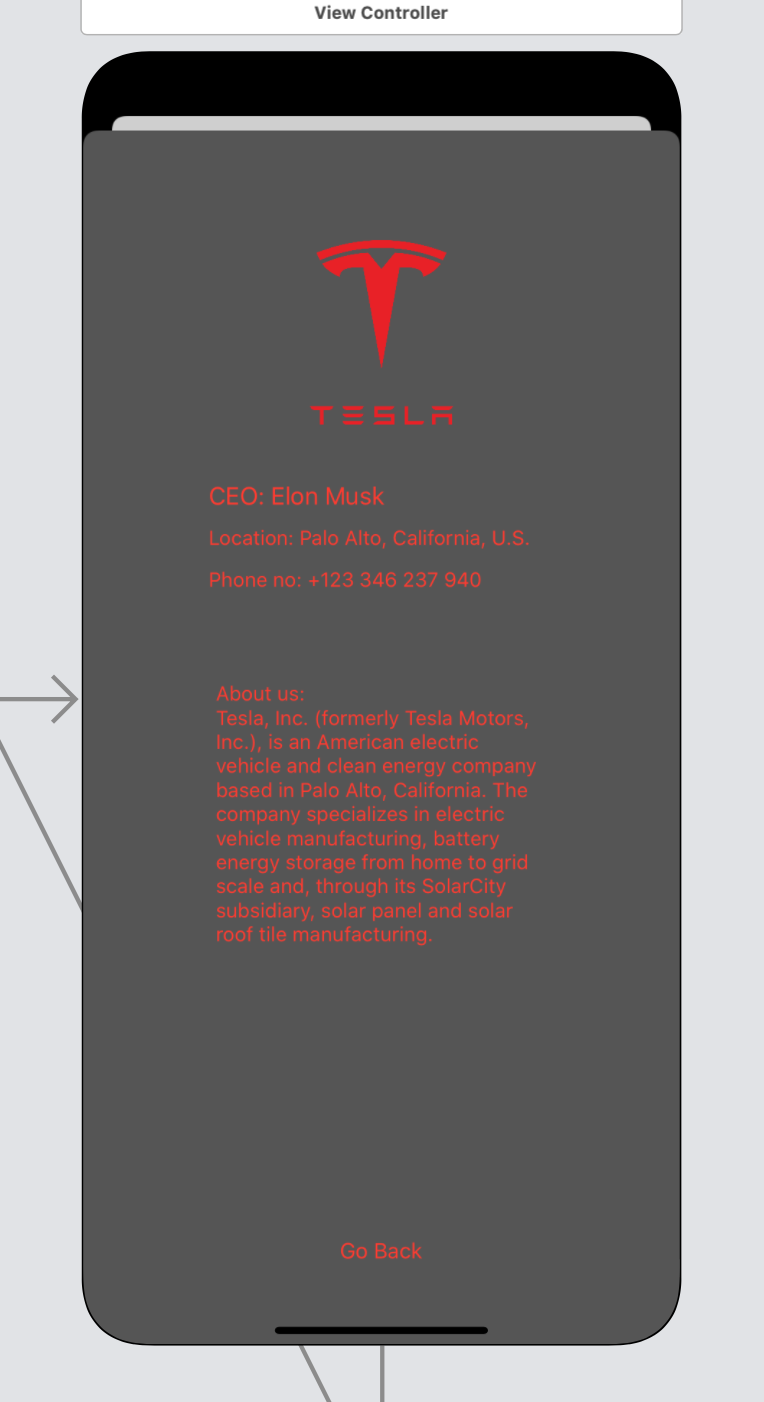 View Controller
TESLA
CEO: Elon Musk
Location: Palo Alto, California, U.S.
Phone no: +123 346 237 940
About us:
Tesla, Inc. (formerly Tesla Motors,
Inc.), is an American electric
vehicle and clean energy company
based in Palo Alto, California. The
company specializes in electric
vehicle manufacturing, battery
energy storage from home to grid
scale and, through its SolarCity
subsidiary, solar panel and solar
roof tile manufacturing.
Go Back